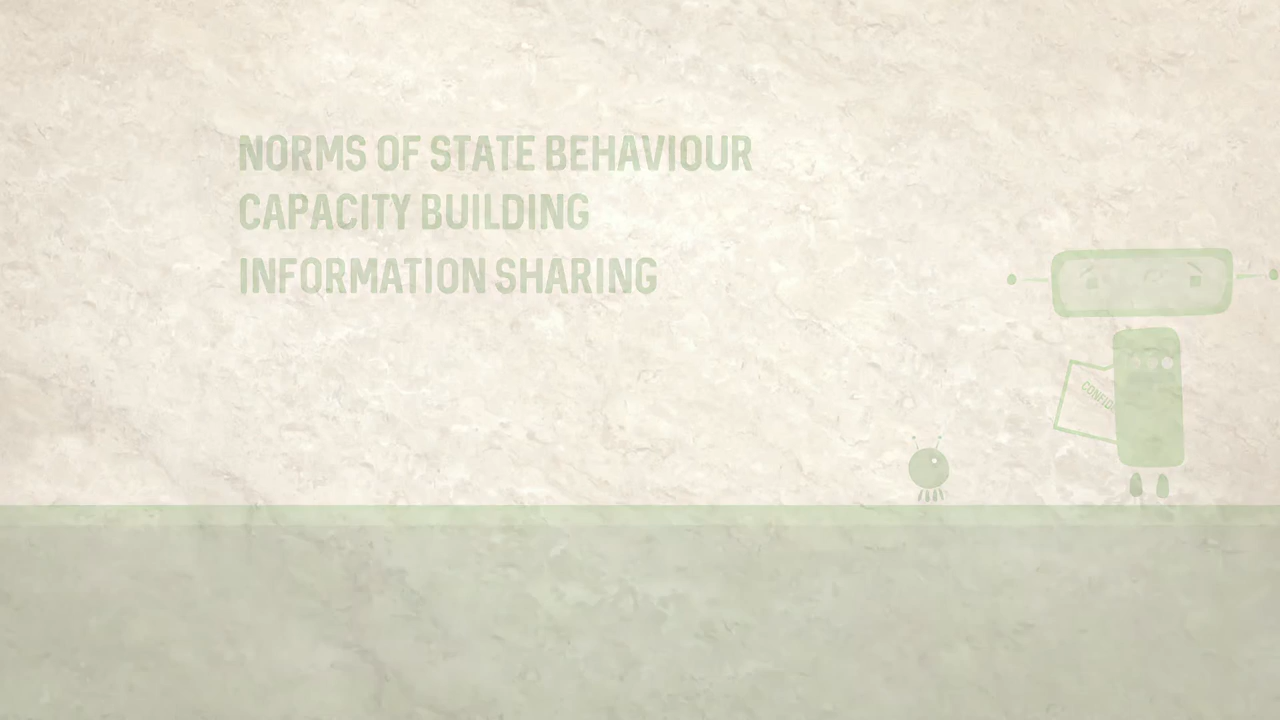 NORMS OF STATE BEHAVIOUR
CAPACITY BUILDING
INFORMATION SHARING